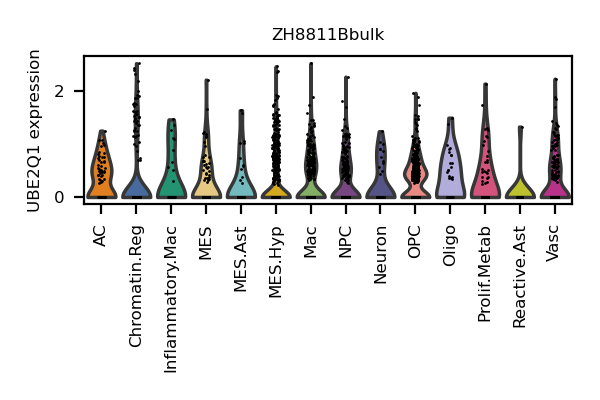 ZH8811Bbulk
UBE2Q1 expression
2
0
AC
Chromatin.Reg
Inflammatory.Mac
MES
MES.Ast
MES.Hyp
Mac
NPC
Neuron
OPC
Oligo
Prolif.Metab
Reactive.Ast
Vasc